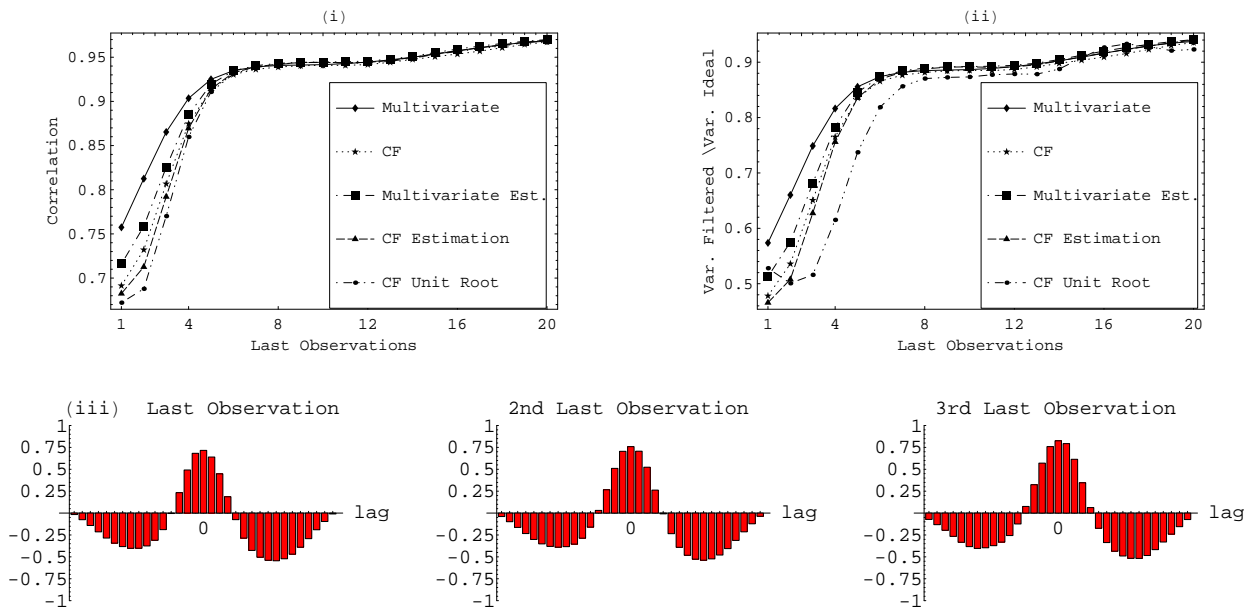 (i)
Correlation
0.95
0.9
0.85
0.8
0.75
0.7
Multivariate
CF
Multivariate Est.
CF Estimation
CF Unit Root
1 4 8 12 16 20
Last Observations
(ii)
Var. Filtered \Var. Ideal
0.9
0.8
0.7
0.6
0.5
Multivariate
CF
Multivariate Est.
CF Estimation
CF Unit Root
1 4 8 12 16 20
Last Observations
(iii) Last Observation
1
0.75
0.5
0.25
-0.25
-0.5
-0.75
-1
0
lag
2nd Last Observation
1
0.75
0.5
0.25
-0.25
-0.5
-0.75
-1
0
lag
3rd Last Observation
1
0.75
0.5
0.25
-0.25
-0.5
-0.75
-1
0
lag